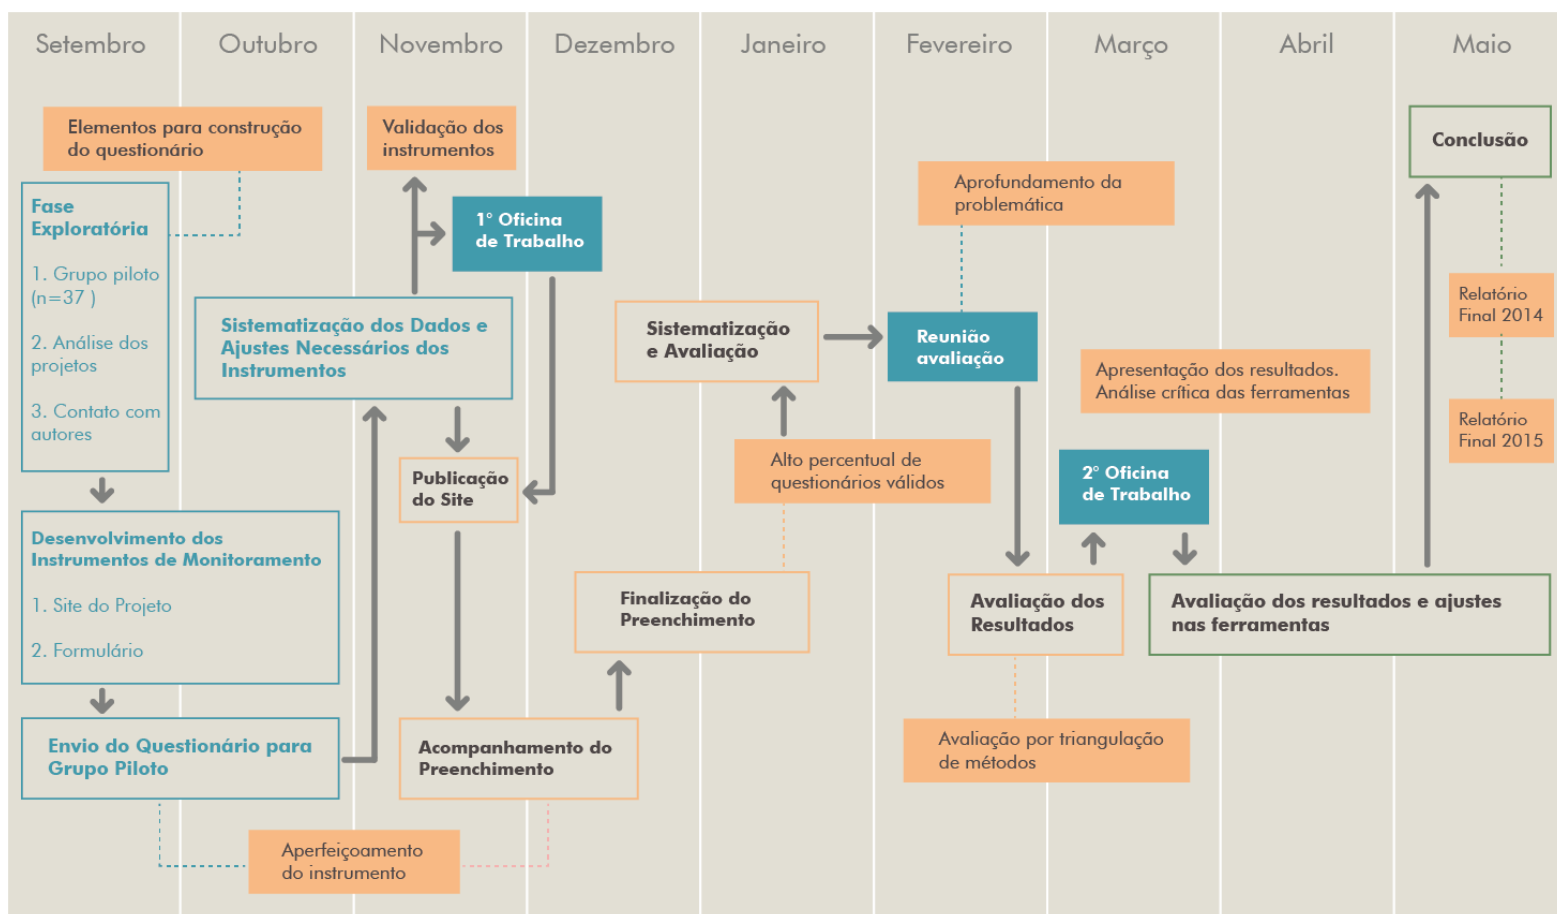 Setembro
Outubro
Novembro
Dezembro
Janeiro
Fevereiro
Março
Abril
Maio
Elementos para construção
do questionário
Fase
Exploratória
1. Grupo piloto
(n=37 )
2. Análise dos
projetos
3. Contato com
autores
Desenvolvimento dos
Instrumentos de Monitoramento
1. Site do Projeto
2. Formulário
Envio do Questionário para
Grupo Piloto
Aperfeiçoamento
do instrumento
Sistematização dos Dados e
Ajustes Necessários dos
Instrumentos
Validação dos
instrumentos
1° Oficina
de Trabalho
Publicação
do Site
Acompanhamento do
Preenchimento
Finalização do
Preenchimento
Alto percentual de
questionários válidos
Sistematização
e Avaliação
Reunião
avaliação
Aprofundamento da
problemática
Avaliação dos
Resultados
Avaliação por triangulação
de métodos
2° Oficina
de Trabalho
Apresentação dos resultados.
Análise crítica das ferramentas
Avaliação dos resultados e ajustes
nas ferramentas
Conclusão
Relatório
Final 2014
Relatório
Final 2015